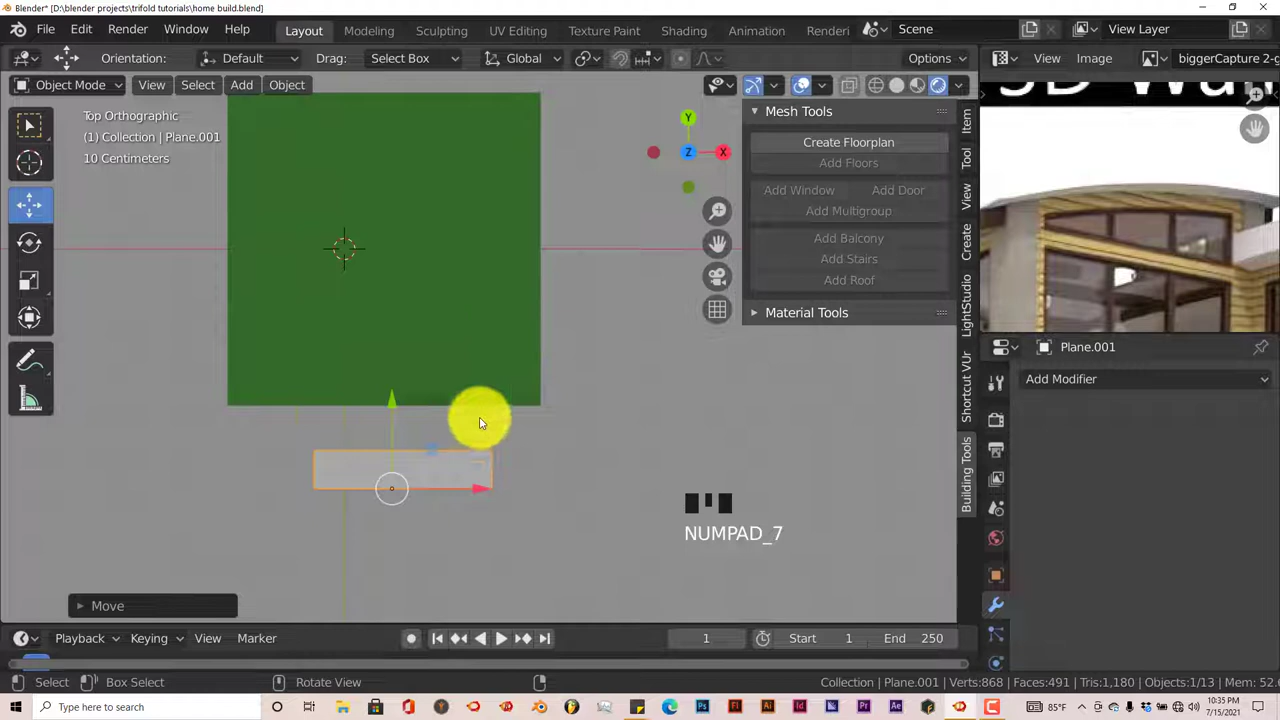 Blender* [D:\blender projects\trifold tutorials\home build.blend]
File Edit Render Window Help Layout Modeling Sculpting UV Editing Texture Paint Shading Animation Renderi Scene View Layer
Orientation: Default Drag: Select Box Global Options View Image biggerCapture 2-g
Object Mode View Select Add Object
Top Orthographic
(1) Collection | Plane.001
10 Centimeters
Y
Z X
Mesh Tools
Create Floorplan
Add Floors
Add Window Add Door
Add Multigroup
Add Balcony
Add Stairs
Add Roof
Material Tools
Item
Tool
View
Create
LightStudio
Shortcut VUr
Building Tools
Plane.001
Add Modifier
NUMPAD_7
Move
Playback Keying View Marker 1 Start 1 End 250
Select Box Select Rotate View Collection | Plane.001 | Verts:868 | Faces:491 | Tris:1,180 | Objects:1/13 | Mem: 52.
Type here to search 85°F 10:35 PM
7/15/2021